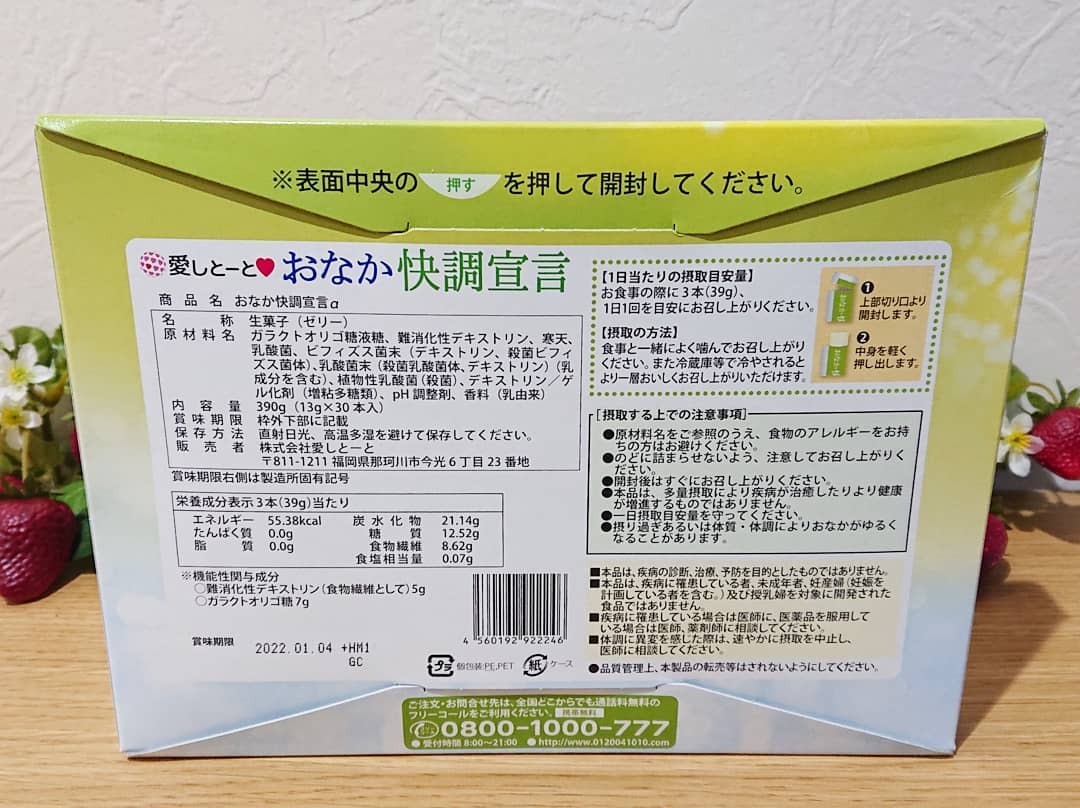 ※表面中央の 押す を押して開封してください。
愛しとーと♥おなか快調宣言
商品名 おなか快調宣言α
名称 生菓子（ゼリー）
原材料名 ガラクトオリゴ糖液糖、難消化性デキストリン、寒天、
乳酸菌、ビフィズス菌末（デキストリン、殺菌ビフィ
ズス菌体）、乳酸菌末（殺菌乳酸菌体、デキストリン）（乳
成分を含む）、植物性乳酸菌（殺菌）、デキストリン／ゲ
ル化剤（増粘多糖類）、pH調整剤、香料（乳由来）
内容量 390g（13g×30本入）
賞味期限 枠外下部に記載
保存方法 直射日光、高温多湿を避けて保存してください。
販売者 株式会社愛しとーと
〒811-1211 福岡県那珂川市今光6丁目23番地
賞味期限右側は製造所固有記号
栄養成分表示3本（39g）当たり
エネルギー 55.38kcal 炭水化物 21.14g
たんぱく質 0.0g 糖質 12.52g
脂質 0.0g 食物繊維 8.62g
食塩相当量 0.07g
※機能性関与成分
○難消化性デキストリン（食物繊維として）5g
○ガラクトオリゴ糖7g
賞味期限 2022.01.04 +HM1
GC
4 560192 922246
プラ 個包装:PE,PET 紙 ケース
【1日当たりの摂取目安量】
お食事の際に3本（39g）、
1日1回を目安にお召し上がりください。
【摂取の方法】
食事と一緒によく噛んでお召し上がり
ください。また冷蔵庫等で冷やされると
より一層おいしくお召し上がりいただけます。
1 上部切り口より
開封します。
2 中身を軽く
押し出します。
［摂取する上での注意事項］
●原材料名をご参照のうえ、食物のアレルギーをお持
ちの方はお避けください。
●のどに詰まらせないよう、注意してお召し上がりく
ださい。
●開封後はすぐにお召し上がりください。
●本品は、多量摂取により疾病が治癒したりより健康
が増進するものではありません。
●一日摂取目安量を守ってください。
●摂り過ぎあるいは体質・体調によりおなかがゆるく
なることがあります。
■本品は、疾病の診断、治療、予防を目的としたものではありません。
■本品は、疾病に罹患している者、未成年者、妊産婦（妊娠を
計画している者を含む。）及び授乳婦を対象に開発された
食品ではありません。
■疾病に罹患している場合は医師に、医薬品を服用して
いる場合は医師、薬剤師に相談してください。
■体調に異変を感じた際は、速やかに摂取を中止し、
医師に相談してください。
●品質管理上、本製品の転売等はされないようにしてください。
ご注文・お問合せ先は、全国どこからでも通話料無料の
フリーコールをご利用ください。 携帯無料
0800-1000-777
●受付時間 8:00〜21:00 ●http://www.0120041010.com